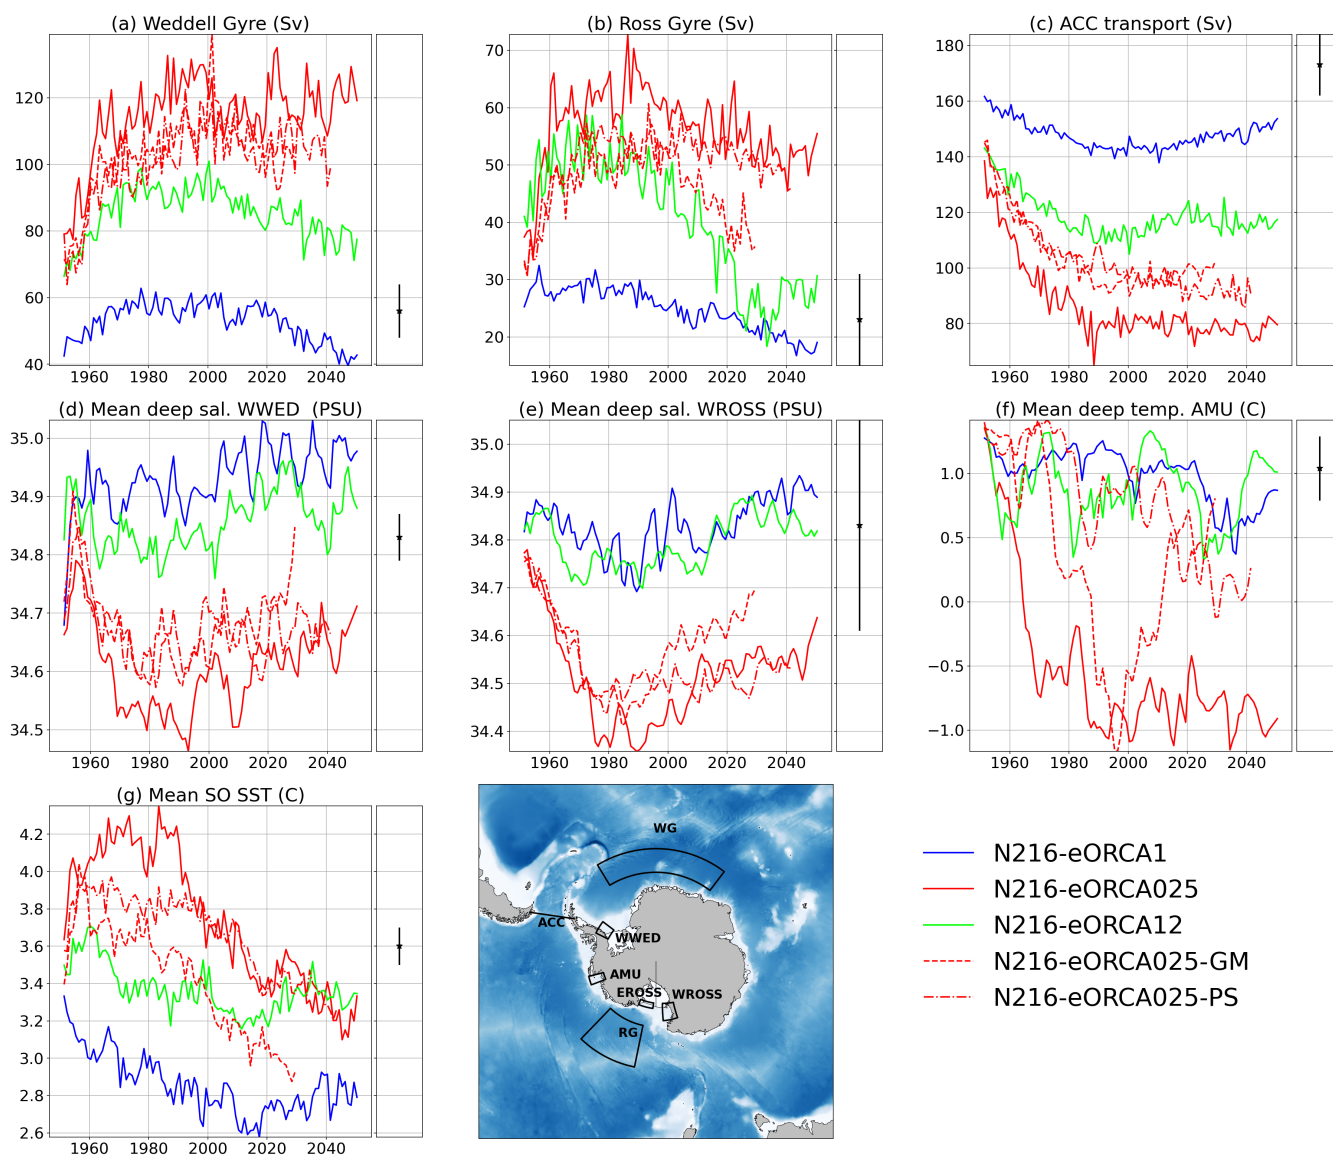 (a) Weddell Gyre (Sv)
120
100
80
60
40
1960 1980 2000 2020 2040
(b) Ross Gyre (Sv)
70
60
50
40
30
20
1960 1980 2000 2020 2040
(c) ACC transport (Sv)
180
160
140
120
100
80
1960 1980 2000 2020 2040
(d) Mean deep sal. WWED (PSU)
35.0
34.9
34.8
34.7
34.6
34.5
1960 1980 2000 2020 2040
(e) Mean deep sal. WROSS (PSU)
35.0
34.9
34.8
34.7
34.6
34.5
34.4
1960 1980 2000 2020 2040
(f) Mean deep temp. AMU (C)
1.0
0.5
0.0
−0.5
−1.0
1960 1980 2000 2020 2040
(g) Mean SO SST (C)
4.2
4.0
3.8
3.6
3.4
3.2
3.0
2.8
2.6
1960 1980 2000 2020 2040
WG
ACC
WWED
AMU
EROSS WROSS
RG
N216-eORCA1
N216-eORCA025
N216-eORCA12
N216-eORCA025-GM
N216-eORCA025-PS